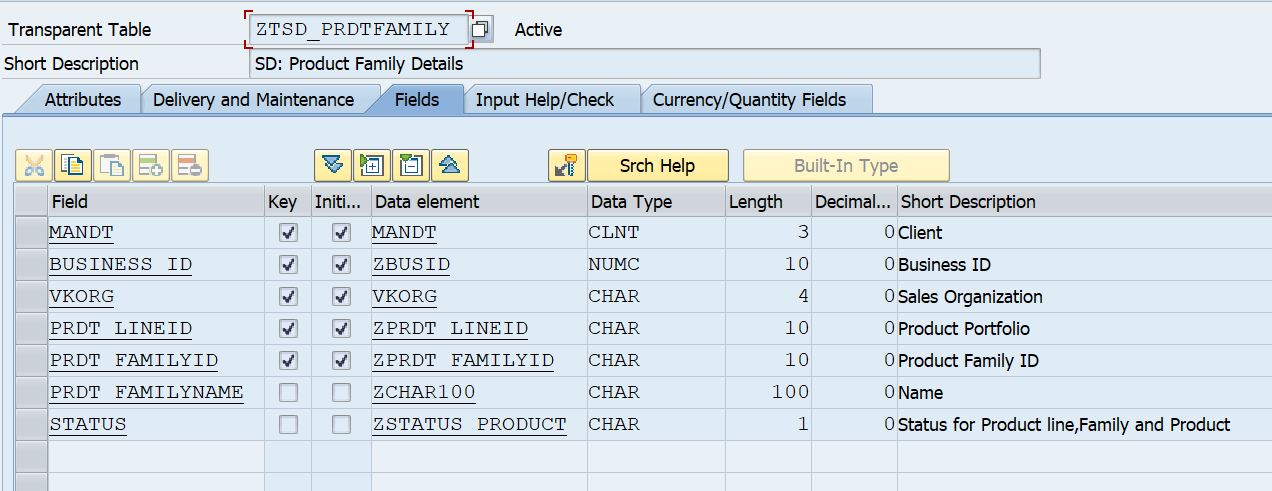 Transparent Table ZTSD_PRDTFAMILY Active
Short Description SD: Product Family Details
Attributes Delivery and Maintenance Fields Input Help/Check Currency/Quantity Fields
Srch Help Built-In Type
Field Key Initi... Data element Data Type Length Decimal... Short Description
MANDT MANDT CLNT 3 0 Client
BUSINESS_ID ZBUSID NUMC 10 0 Business ID
VKORG VKORG CHAR 4 0 Sales Organization
PRDT_LINEID ZPRDT_LINEID CHAR 10 0 Product Portfolio
PRDT_FAMILYID ZPRDT_FAMILYID CHAR 10 0 Product Family ID
PRDT_FAMILYNAME ZCHAR100 CHAR 100 0 Name
STATUS ZSTATUS_PRODUCT CHAR 1 0 Status for Product line,Family and Product